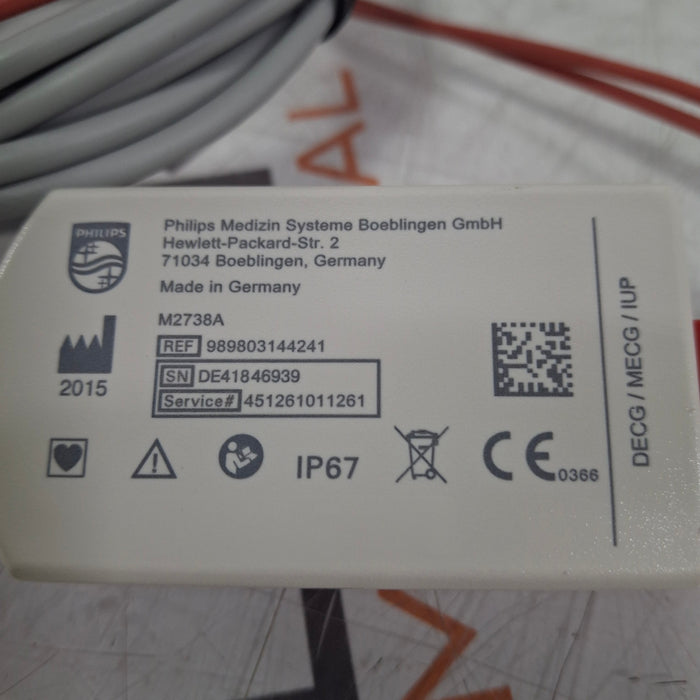 AL
PHILIPS
Philips Medizin Systeme Boeblingen GmbH
Hewlett-Packard-Str. 2
71034 Boeblingen, Germany
Made in Germany
M2738A
REF 989803144241
2015
SN DE41846939
Service# 451261011261
IP67
CE 0366
DECG / MECG / IUP